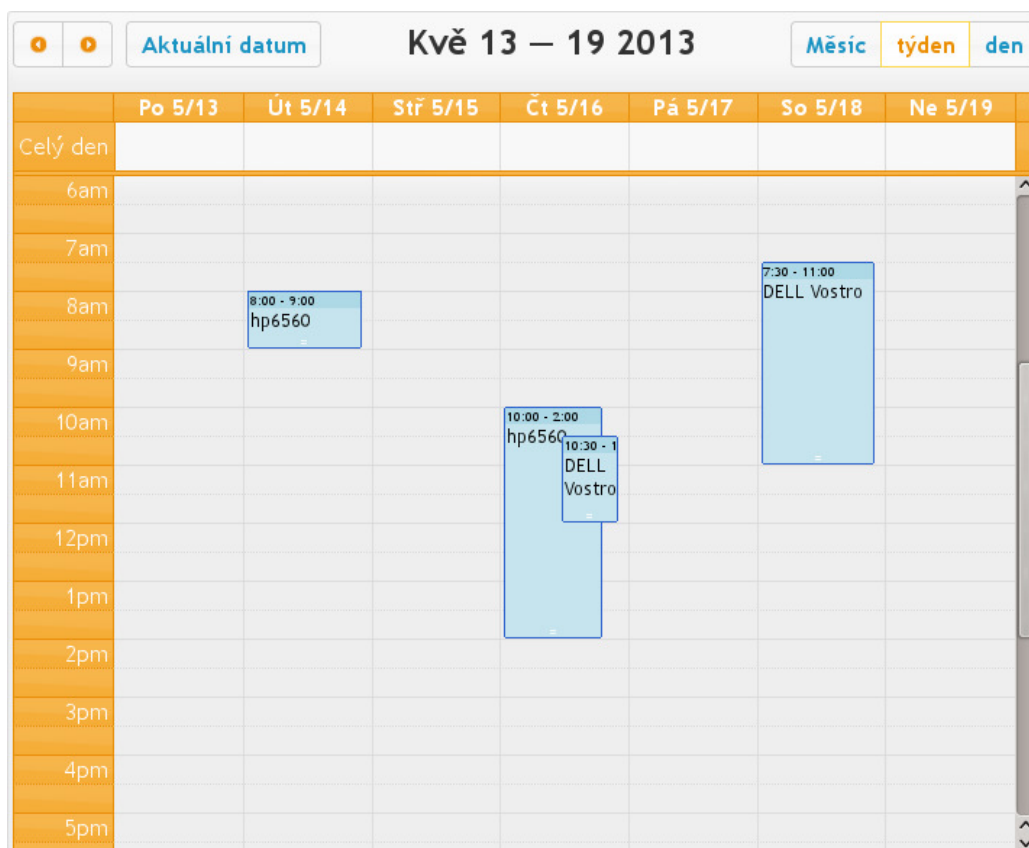 Aktuální datum
Kvě 13 — 19 2013
Měsíc týden den
Po 5/13 Út 5/14 Stř 5/15 Čt 5/16 Pá 5/17 So 5/18 Ne 5/19
Celý den
6am
7am
7:30 - 11:00
DELL Vostro
8am
8:00 - 9:00
hp6560
9am
10am
10:00 - 2:00
hp6560
10:30 - 1
DELL
Vostro
11am
12pm
1pm
2pm
3pm
4pm
5pm